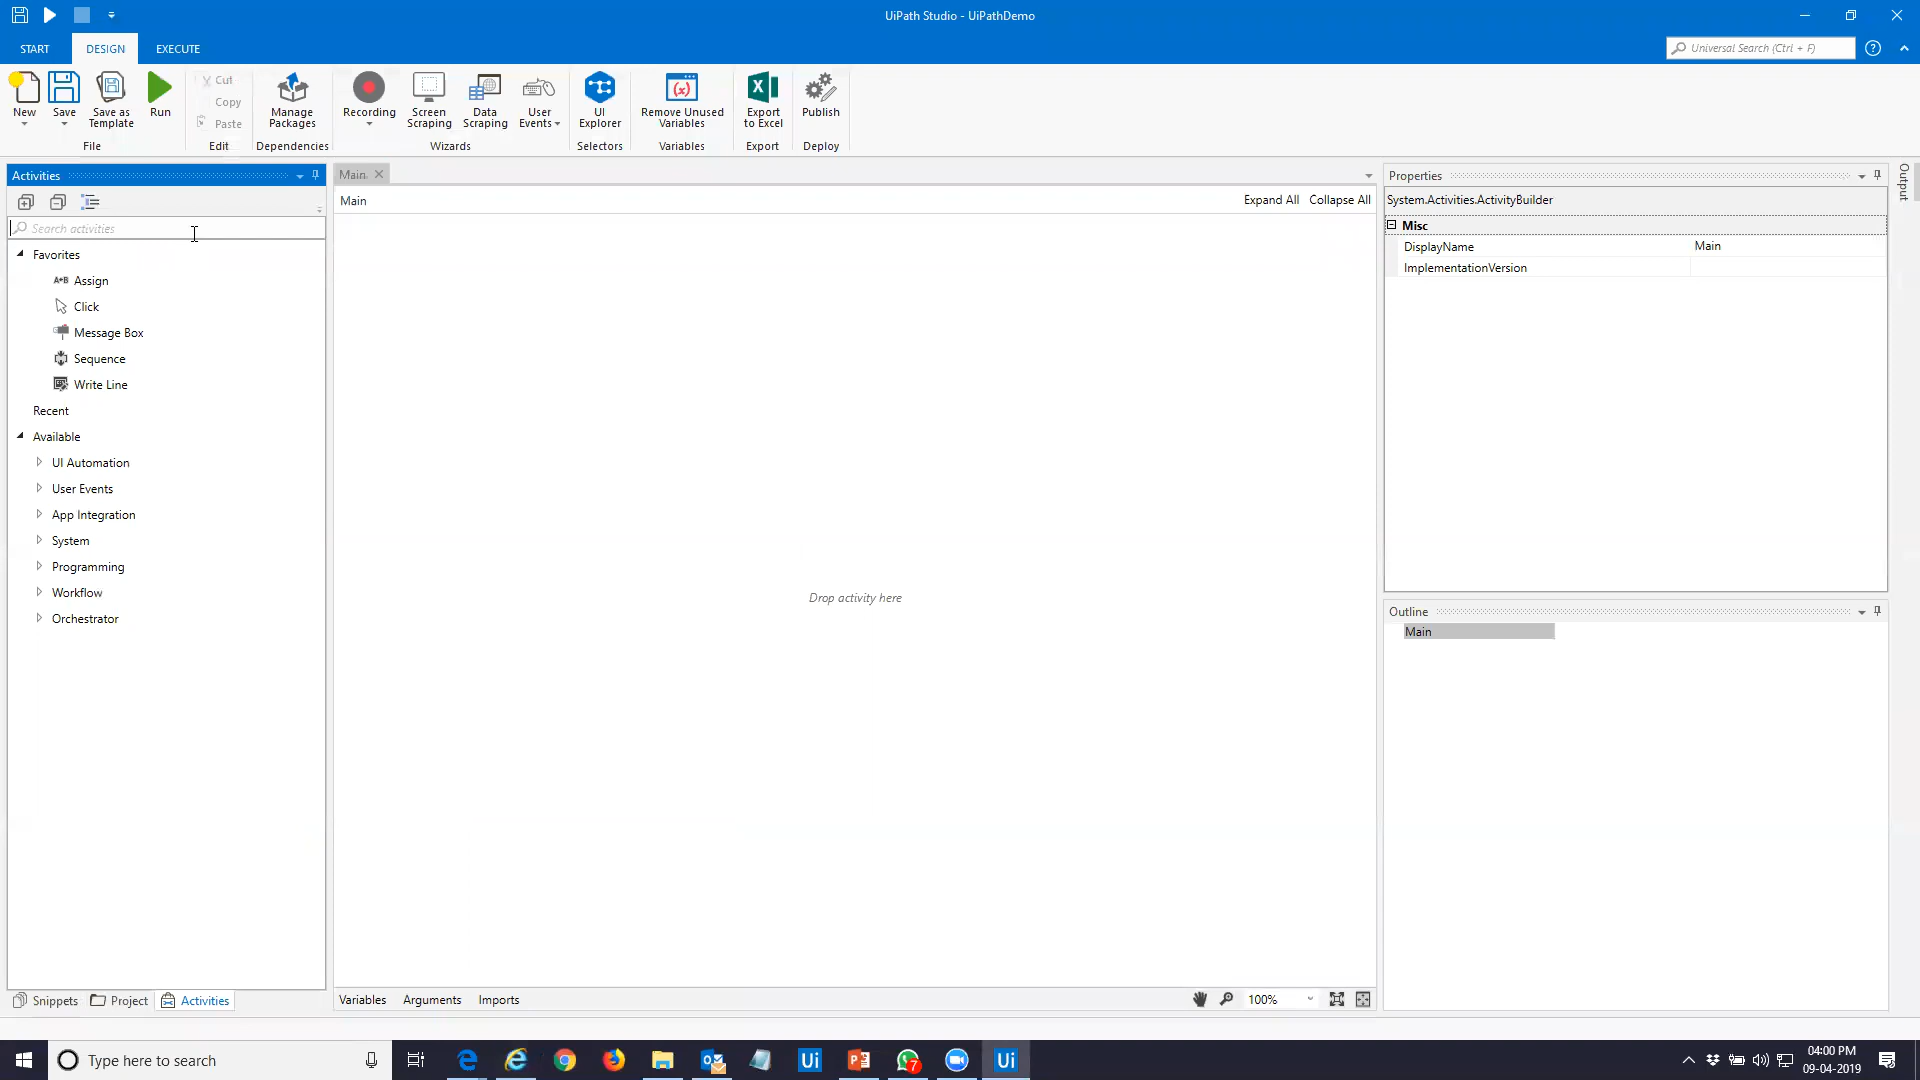 UiPath Studio - UiPathDemo
START DESIGN EXECUTE
Universal Search (Ctrl + F)
New
Save
Save as Template
Run
Cut
Copy
Paste
Manage Packages
Recording
Screen Scraping
Data Scraping
User Events
UI Explorer
Remove Unused Variables
Export to Excel
Publish
File Edit Dependencies Wizards Selectors Variables Export Deploy
Activities
Search activities
Favorites
A+B Assign
Click
Message Box
Sequence
Write Line
Recent
Available
UI Automation
User Events
App Integration
System
Programming
Workflow
Orchestrator
Snippets Project Activities
Main
Main Expand All Collapse All
Drop activity here
Variables Arguments Imports 100%
Properties
System.Activities.ActivityBuilder
Misc
DisplayName Main
ImplementationVersion
Outline
Main
Output
Type here to search
Ui
7
Ui
04:00 PM
09-04-2019